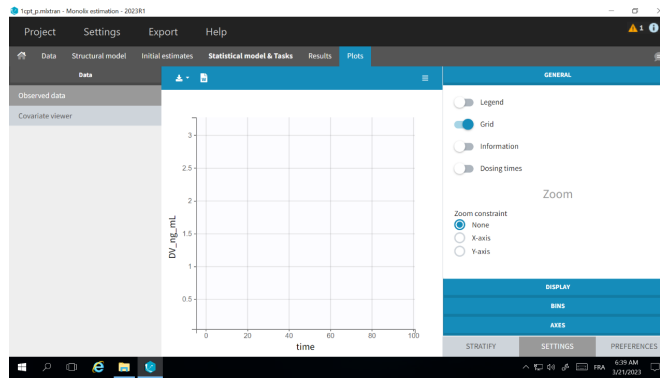 1cpt_p.mlxtran - Monolix estimation - 2023R1
Project Settings Export Help
1
Data Structural model Initial estimates Statistical model & Tasks Results Plots
Data
Observed data
Covariate viewer
3
2.5
2
1.5
1
0.5
DV_ng_mL
0 20 40 60 80 100
time
GENERAL
Legend
Grid
Information
Dosing times
Zoom
Zoom constraint
None
X-axis
Y-axis
DISPLAY
BINS
AXES
STRATIFY SETTINGS PREFERENCES
FRA 6:39 AM
3/21/2023